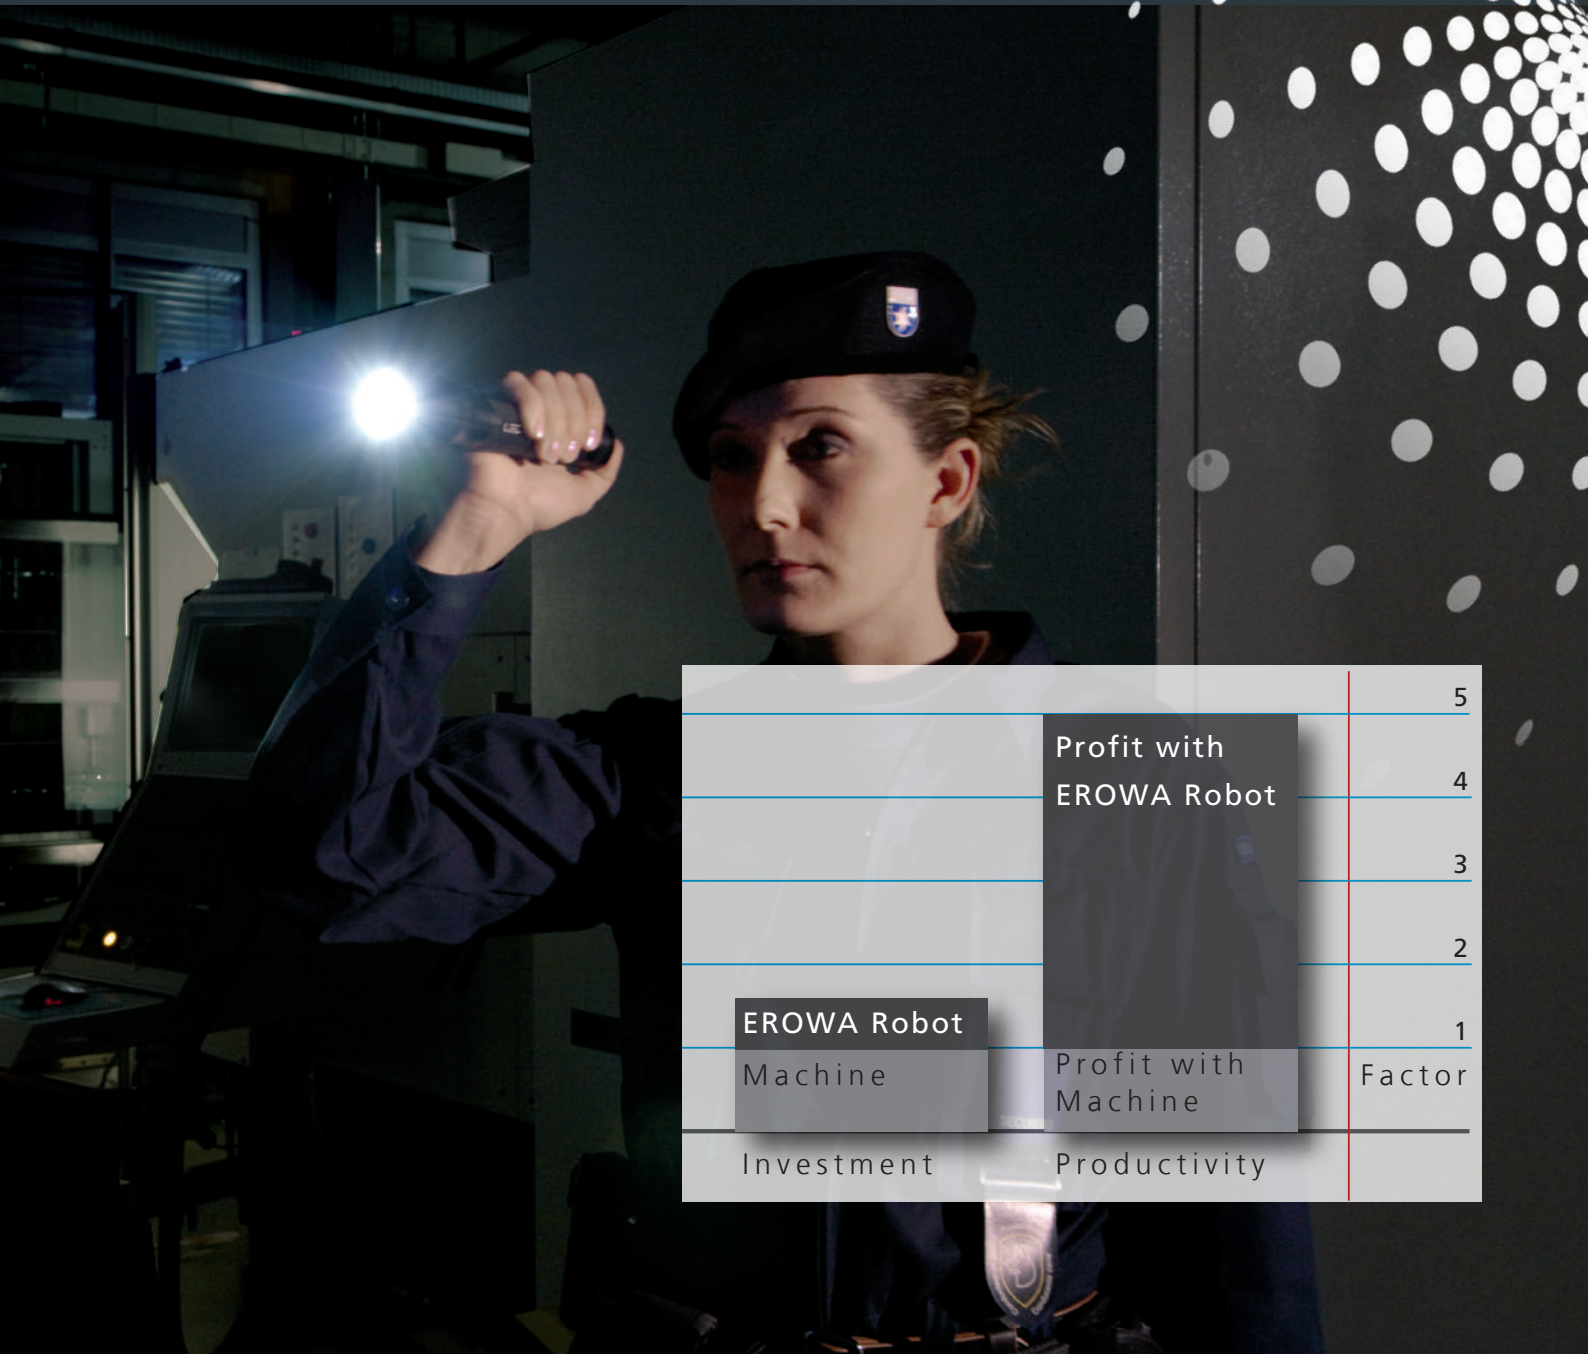 5
Profit with
EROWA Robot
4
3
2
EROWA Robot
1
Machine
Profit with
Machine
Factor
Investment
Productivity